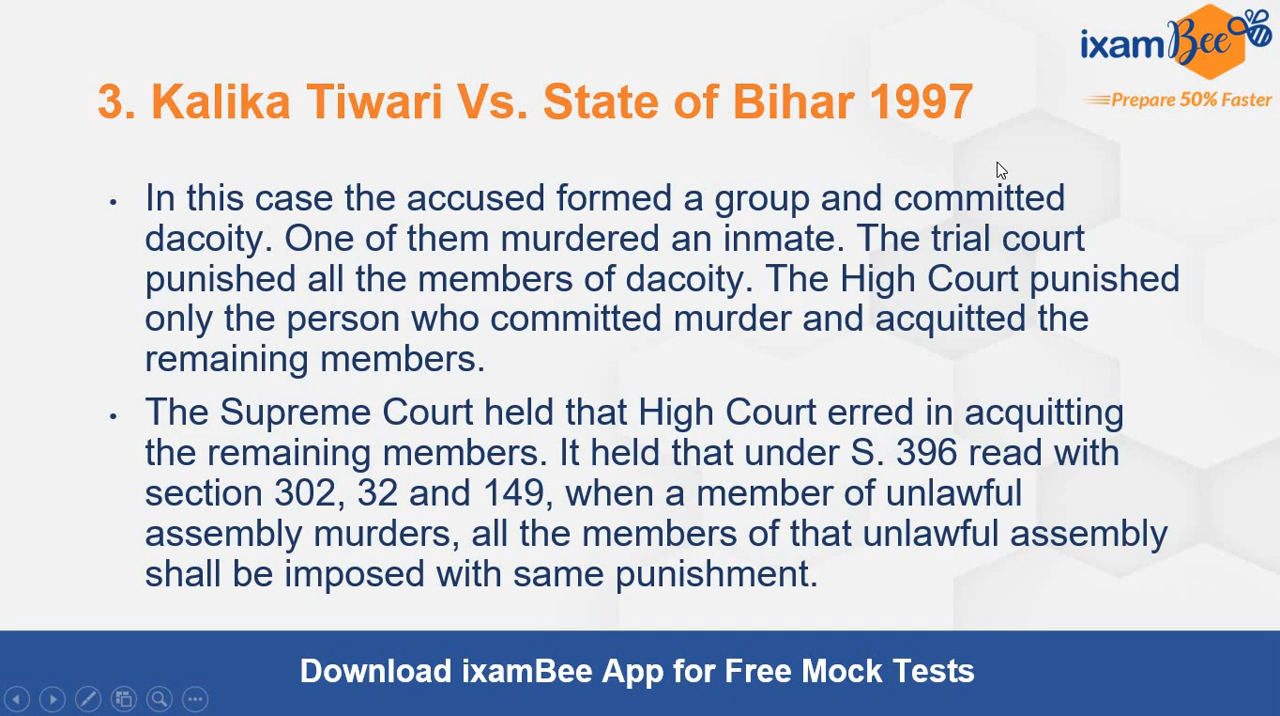 ixamBee
Prepare 50% Faster
3. Kalika Tiwari Vs. State of Bihar 1997
• In this case the accused formed a group and committed
dacoity. One of them murdered an inmate. The trial court
punished all the members of dacoity. The High Court punished
only the person who committed murder and acquitted the
remaining members.
• The Supreme Court held that High Court erred in acquitting
the remaining members. It held that under S. 396 read with
section 302, 32 and 149, when a member of unlawful
assembly murders, all the members of that unlawful assembly
shall be imposed with same punishment.
Download ixamBee App for Free Mock Tests